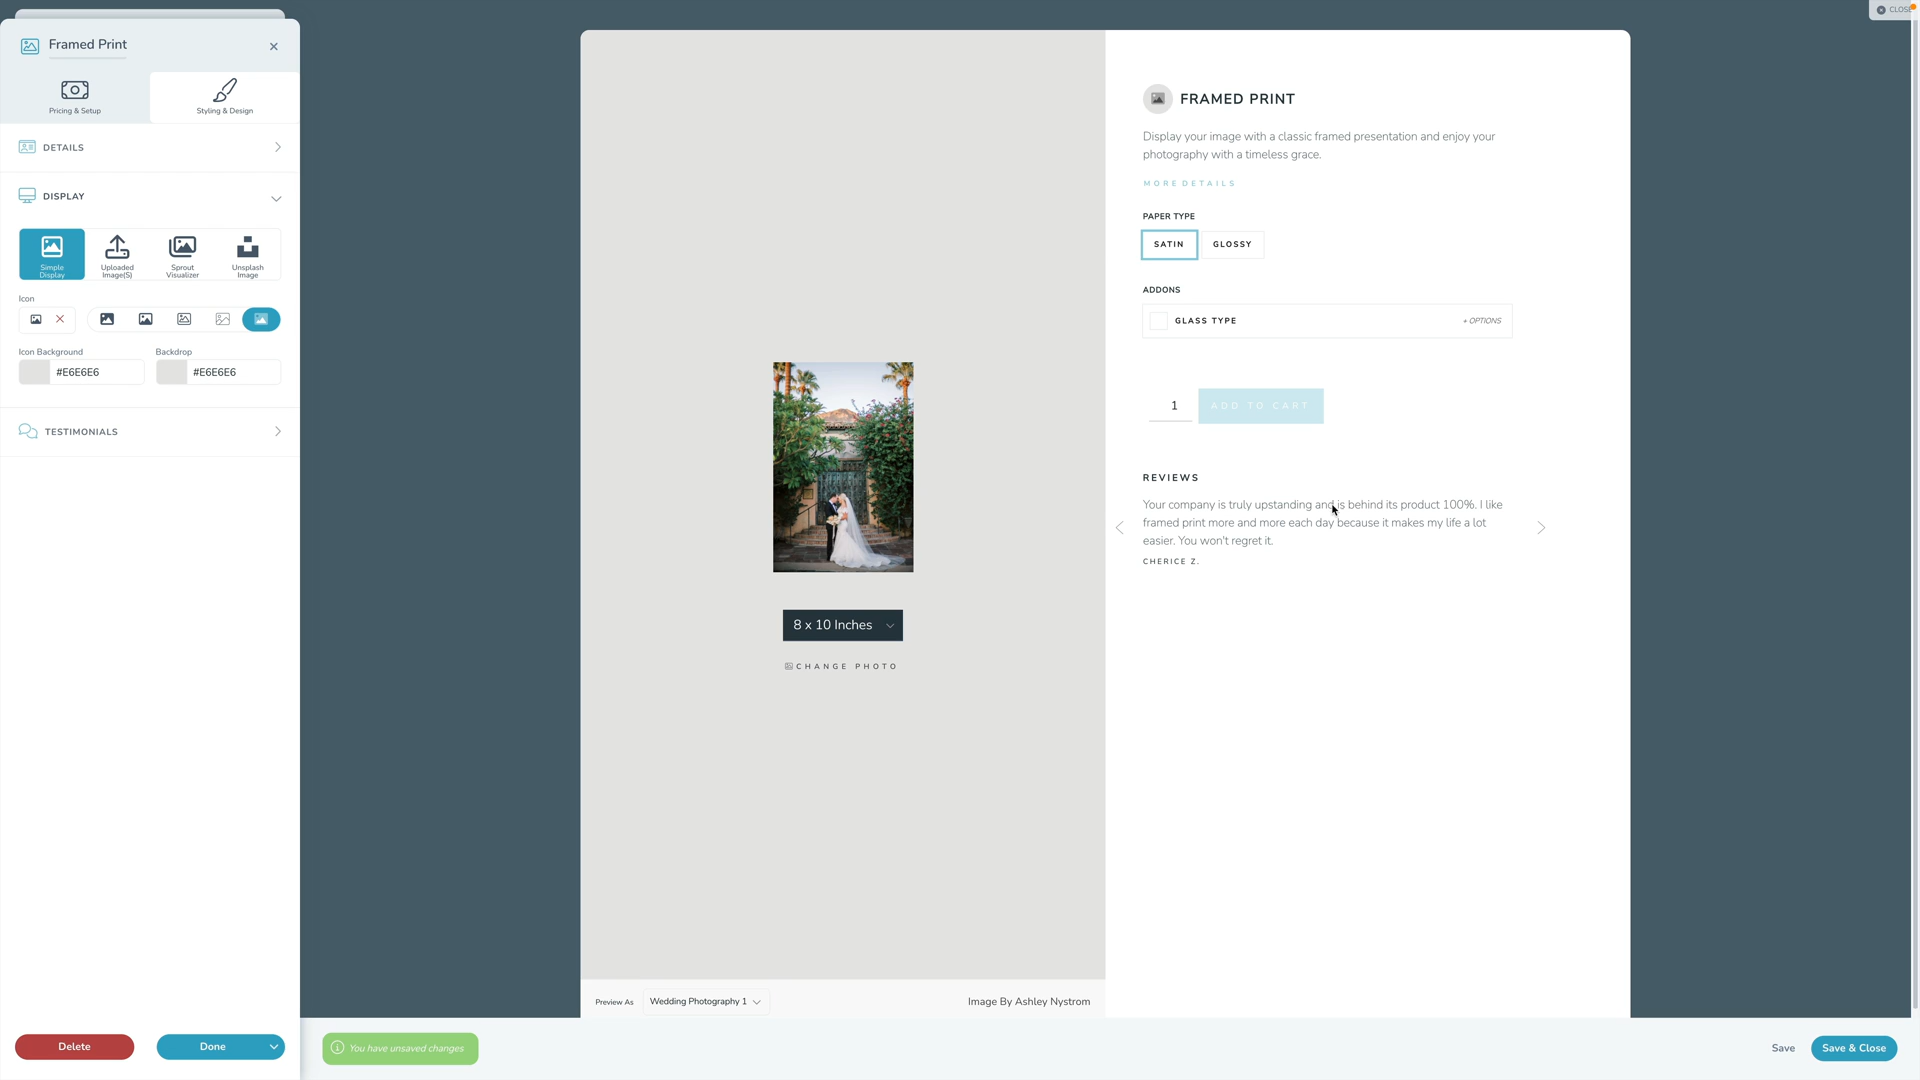 Framed Print
Pricing & Setup
Styling & Design
DETAILS
DISPLAY
Simple
Display
Uploaded
Image(S)
Sprout
Visualizer
Unsplash
Image
Icon
Icon Background
Backdrop
#E6E6E6
#E6E6E6
TESTIMONIALS
Delete
Done
CLOSE
FRAMED PRINT
Display your image with a classic framed presentation and enjoy your
photography with a timeless grace.
MORE DETAILS
PAPER TYPE
SATIN
GLOSSY
ADDONS
GLASS TYPE
+ OPTIONS
1
ADD TO CART
REVIEWS
Your company is truly upstanding and is behind its product 100%. I like
framed print more and more each day because it makes my life a lot
easier. You won't regret it.
CHERICE Z.
8 x 10 Inches
CHANGE PHOTO
Preview As
Wedding Photography 1
Image By Ashley Nystrom
You have unsaved changes
Save
Save & Close